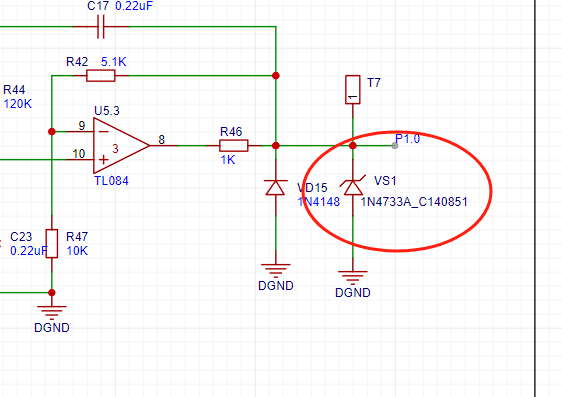 C17 0.22uF
R42 5.1K
T7
1
R44
120K
U5.3
9
8
3
10
TL084
R46
1K
P1.0
VD15
1N4148
VS1
1N4733A_C140851
C23
0.22uF
R47
10K
DGND
DGND
DGND